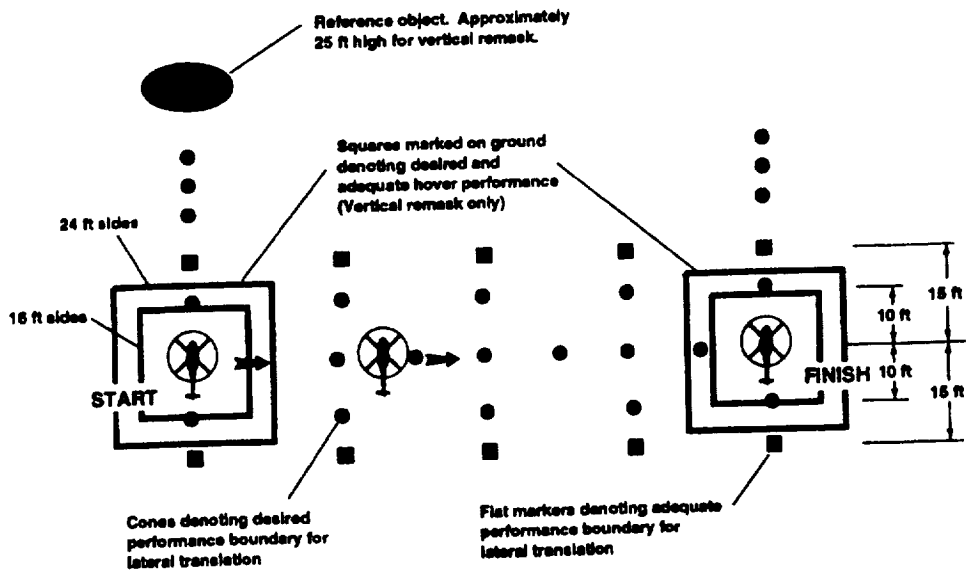 Reference object. Approximately
25 ft high for vertical remask.
Squares marked on ground
denoting desired and
adequate hover performance
(Vertical remask only)
24 ft sides
16 ft sides
START
FINISH
10 ft
15 ft
10 ft
15 ft
Cones denoting desired
performance boundary for
lateral translation
Flat markers denoting adequate
performance boundary for
lateral translation